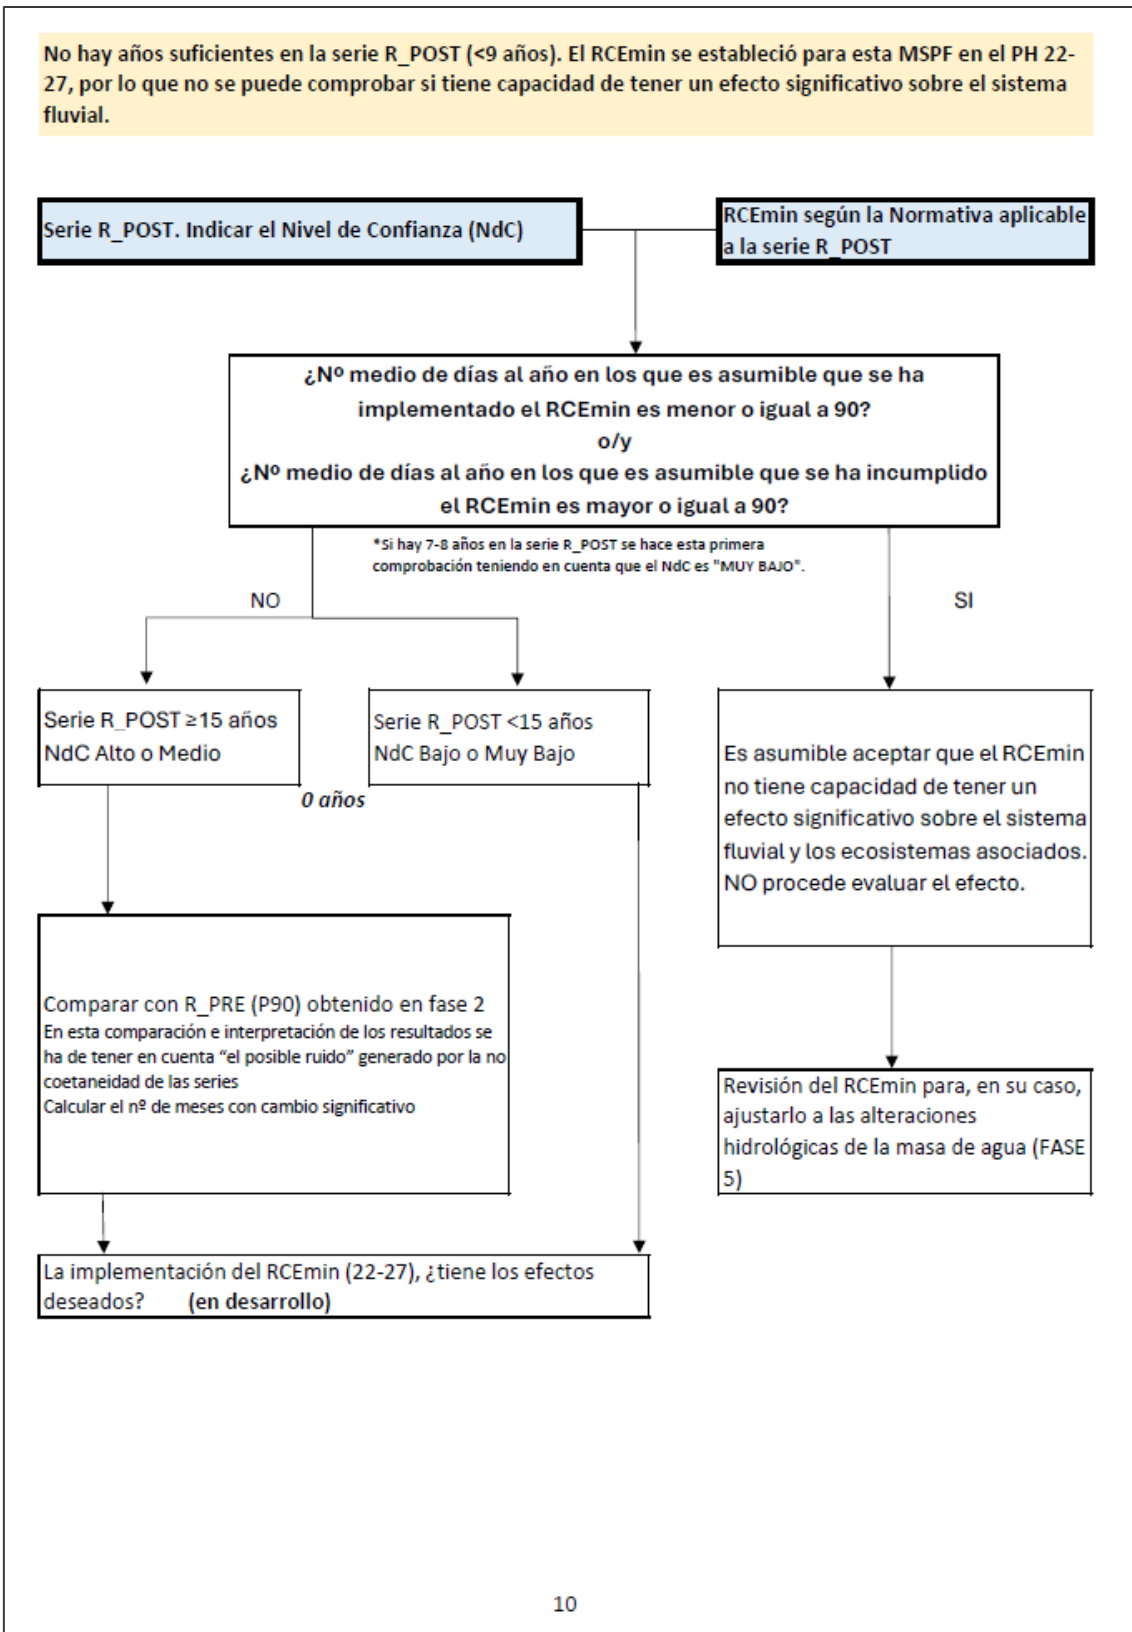 No hay años suficientes en la serie R_POST (<9 años). El RCEmin se estableció para esta MSPF en el PH 22-
27, por lo que no se puede comprobar si tiene capacidad de tener un efecto significativo sobre el sistema
fluvial.
Serie R_POST. Indicar el Nivel de Confianza (NdC)
RCEmin según la Normativa aplicable
a la serie R_POST
¿Nº medio de días al año en los que es asumible que se ha
implementado el RCEmin es menor o igual a 90?
o/y
¿Nº medio de días al año en los que es asumible que se ha incumplido
el RCEmin es mayor o igual a 90?
*Si hay 7-8 años en la serie R_POST se hace esta primera
comprobación teniendo en cuenta que el NdC es "MUY BAJO".
NO
SI
Serie R_POST ≥15 años
NdC Alto o Medio
Serie R_POST <15 años
NdC Bajo o Muy Bajo
0 años
Es asumible aceptar que el RCEmin
no tiene capacidad de tener un
efecto significativo sobre el sistema
fluvial y los ecosistemas asociados.
NO procede evaluar el efecto.
Comparar con R_PRE (P90) obtenido en fase 2
En esta comparación e interpretación de los resultados se
ha de tener en cuenta “el posible ruido” generado por la no
coetaneidad de las series
Calcular el nº de meses con cambio significativo
Revisión del RCEmin para, en su caso,
ajustarlo a las alteraciones
hidrológicas de la masa de agua (FASE
5)
La implementación del RCEmin (22-27), ¿tiene los efectos
deseados? (en desarrollo)
10